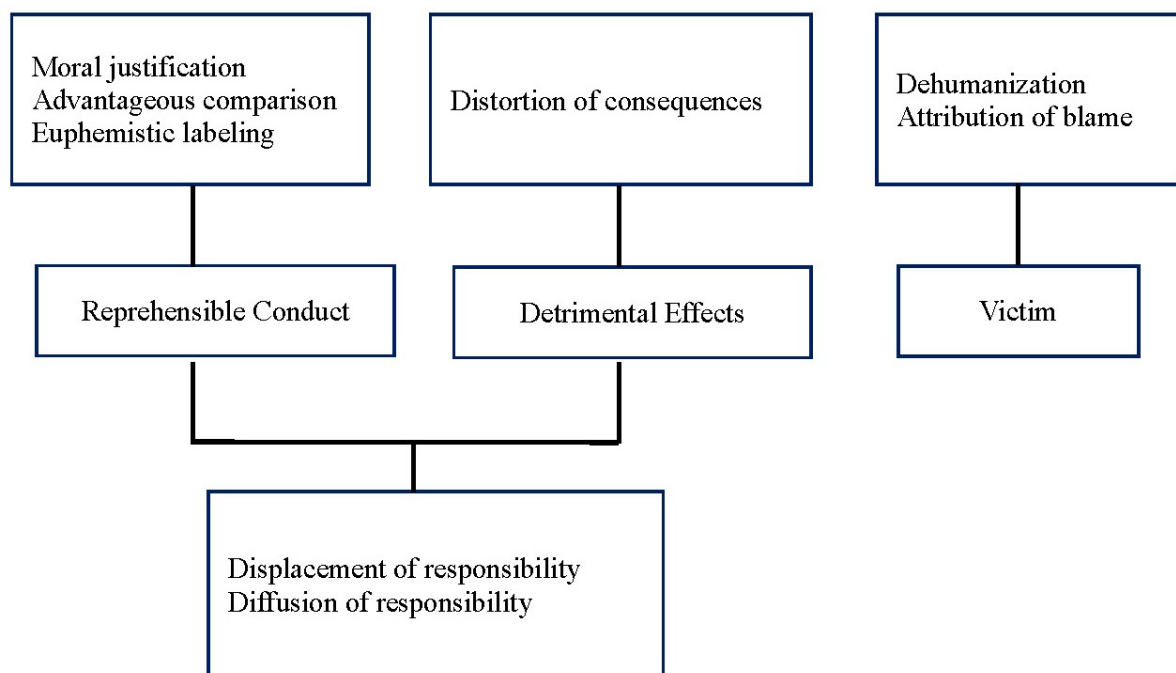 Moral justification
Advantageous comparison
Euphemistic labeling
Distortion of consequences
Dehumanization
Attribution of blame
Reprehensible Conduct
Detrimental Effects
Victim
Displacement of responsibility
Diffusion of responsibility